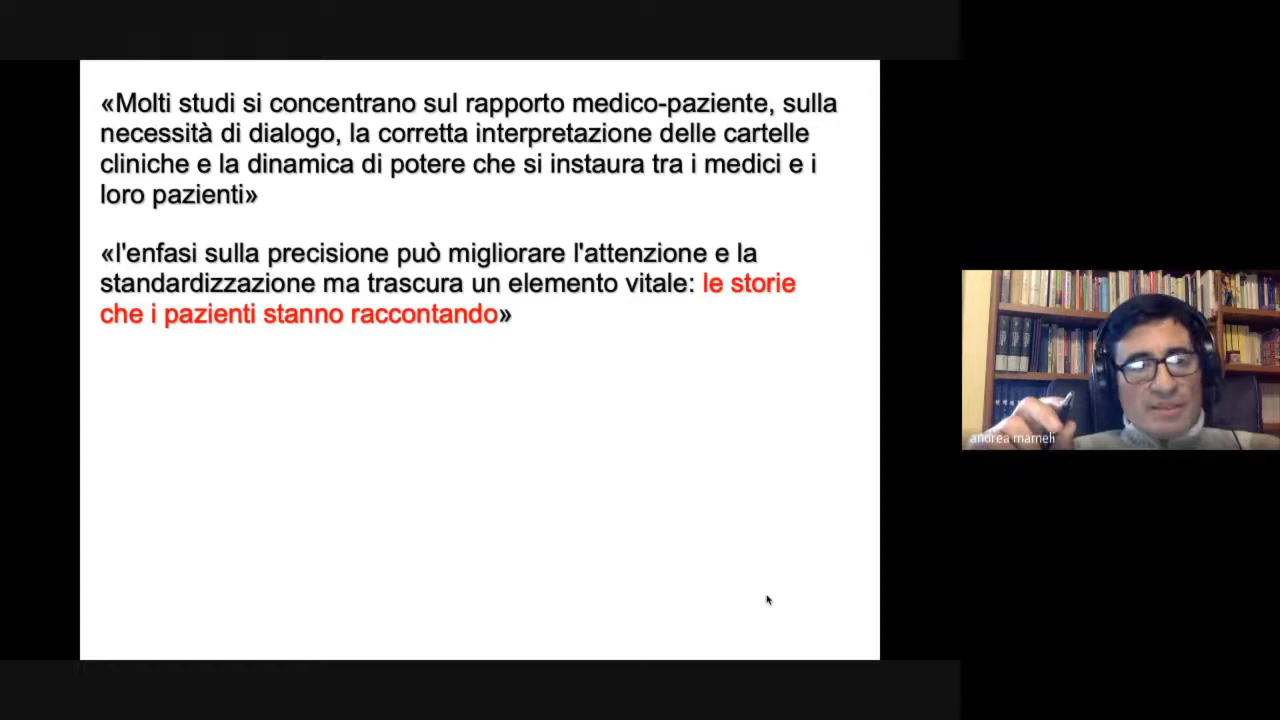 «Molti studi si concentrano sul rapporto medico-paziente, sulla
necessità di dialogo, la corretta interpretazione delle cartelle
cliniche e la dinamica di potere che si instaura tra i medici e i
loro pazienti»
«l'enfasi sulla precisione può migliorare l'attenzione e la
standardizzazione ma trascura un elemento vitale: le storie
che i pazienti stanno raccontando»
andrea mameli